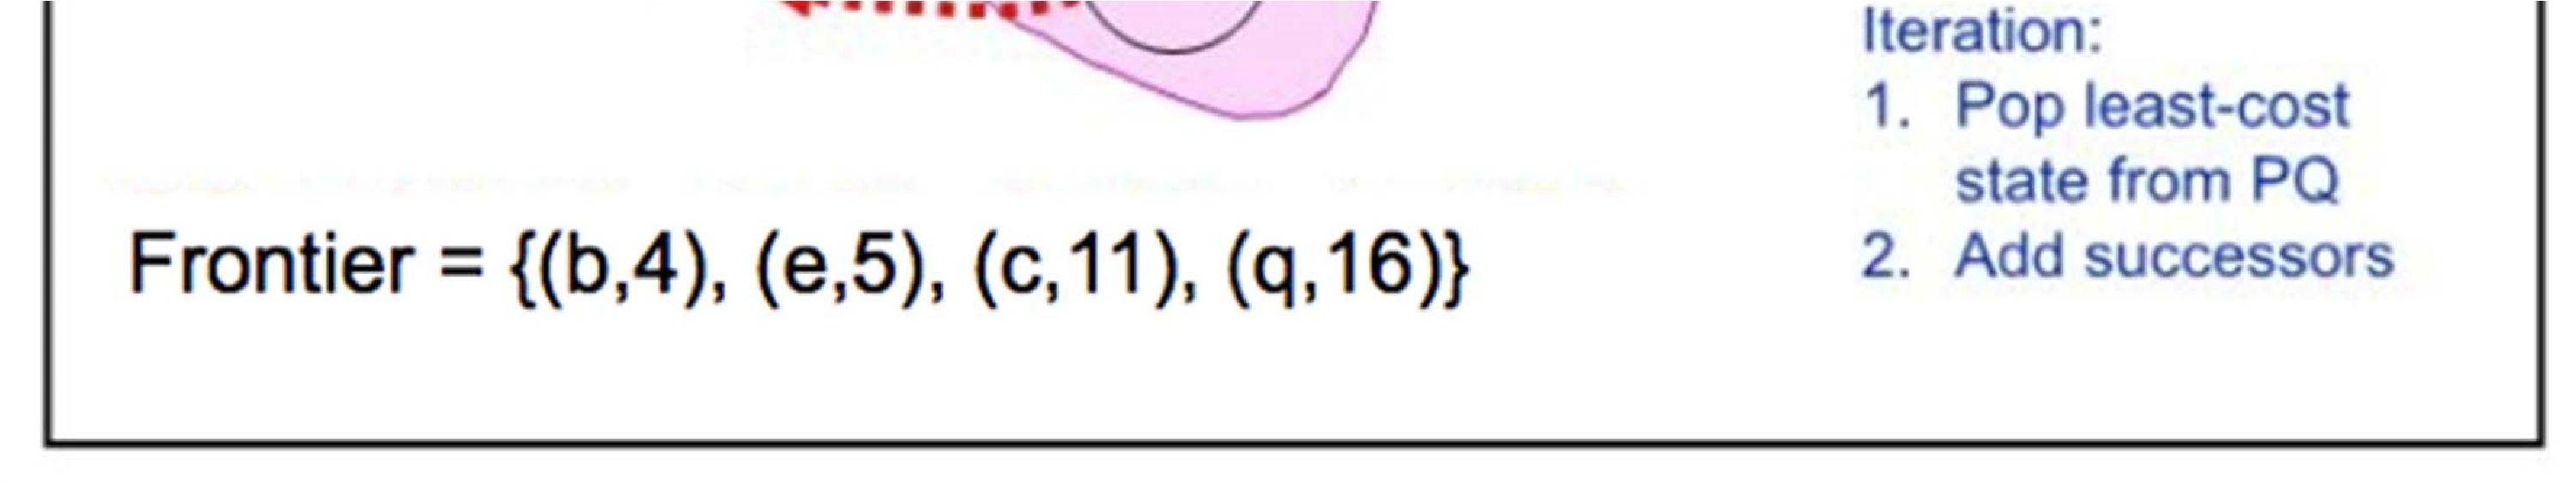 Iteration:
1. Pop least-cost
state from PQ
2. Add successors
Frontier = {(b,4), (e,5), (c,11), (q,16)}